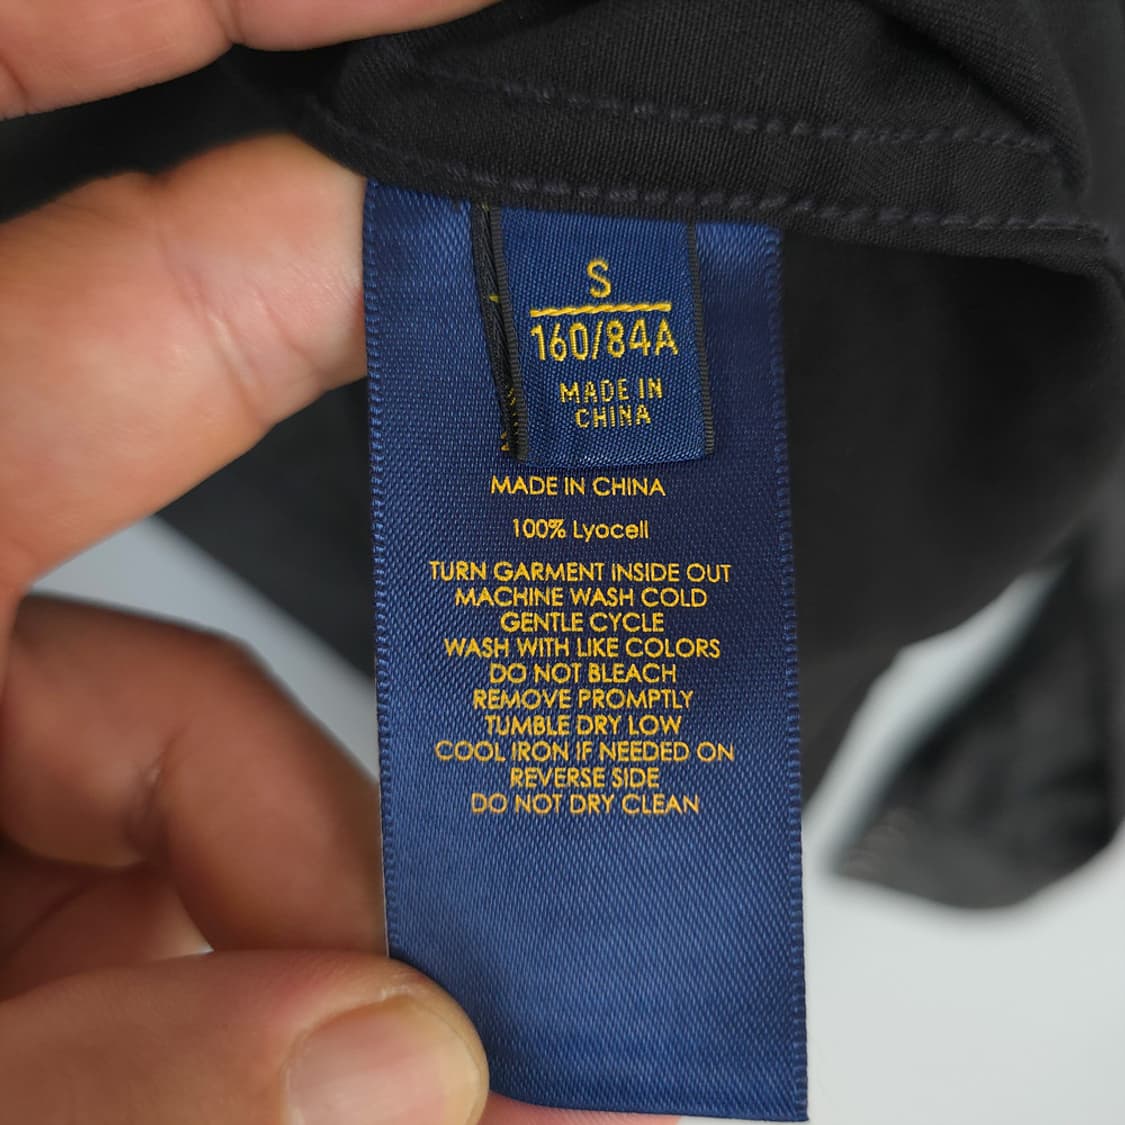 S
160/84A
MADE IN
CHINA
MADE IN CHINA
100% Lyocell
TURN GARMENT INSIDE OUT
MACHINE WASH COLD
GENTLE CYCLE
WASH WITH LIKE COLORS
DO NOT BLEACH
REMOVE PROMPTLY
TUMBLE DRY LOW
COOL IRON IF NEEDED ON
REVERSE SIDE
DO NOT DRY CLEAN